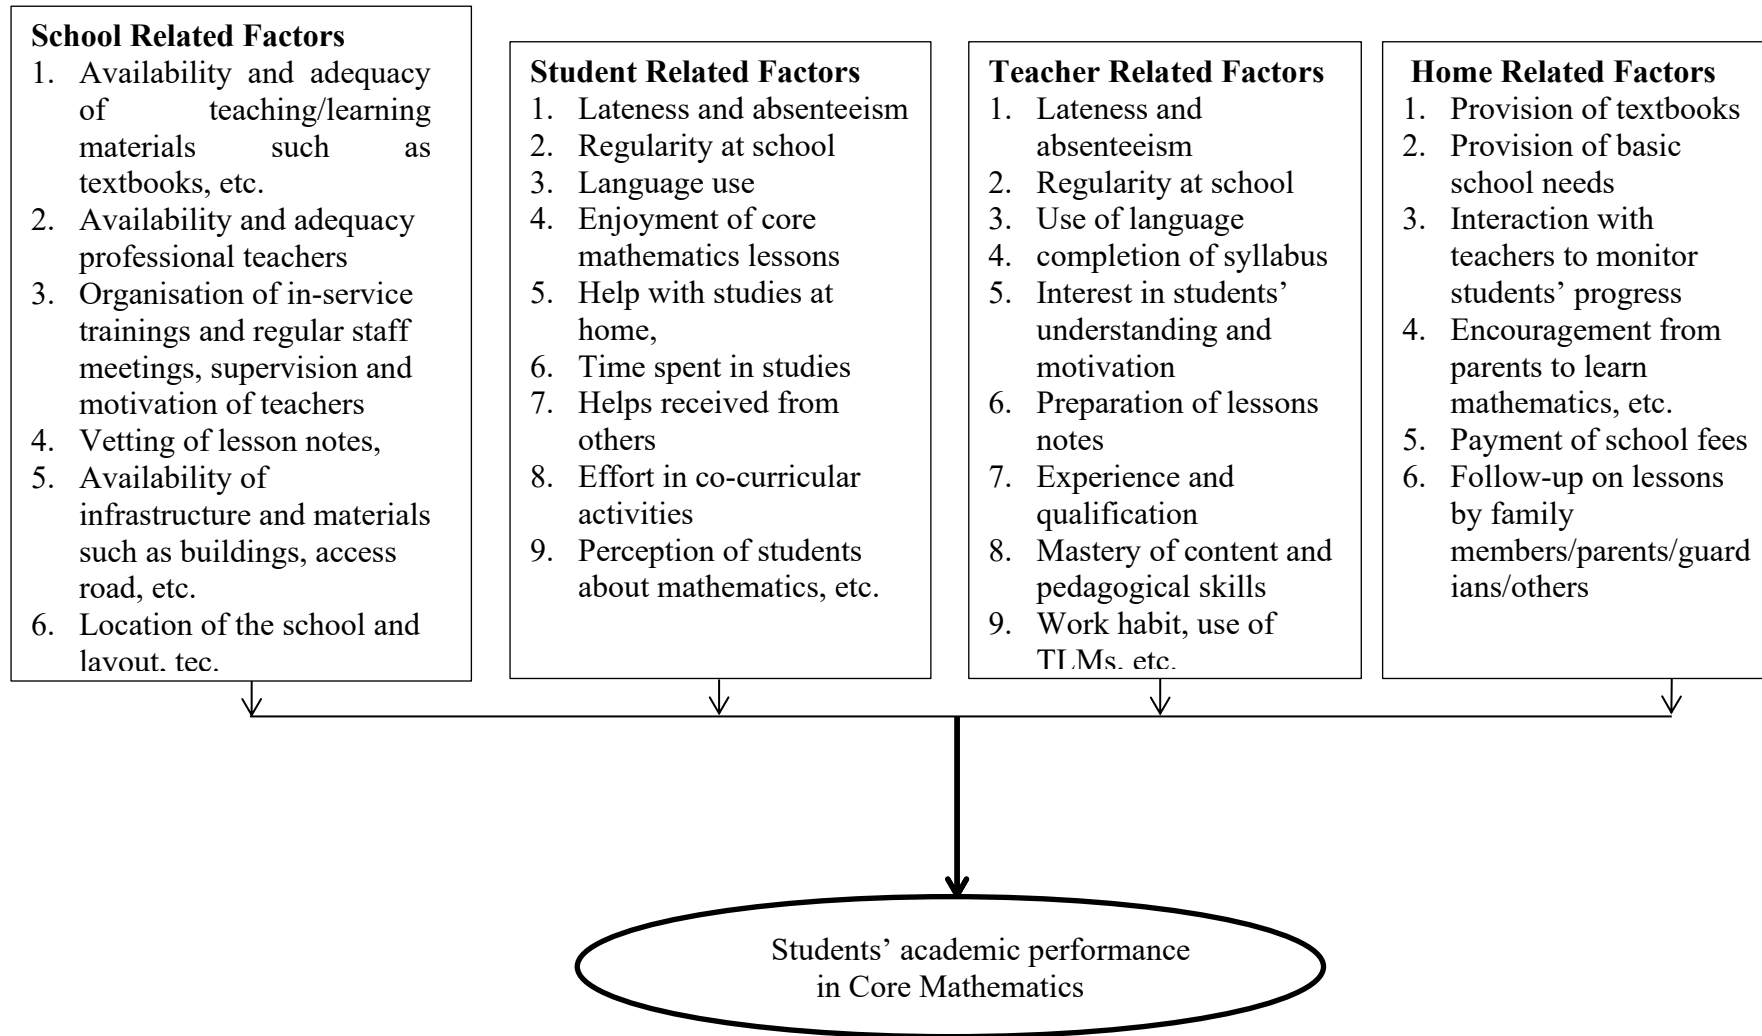 School Related Factors
1. Availability and adequacy
of teaching/learning
materials such as
textbooks, etc.
2. Availability and adequacy
professional teachers
3. Organisation of in-service
trainings and regular staff
meetings, supervision and
motivation of teachers
4. Vetting of lesson notes,
5. Availability of
infrastructure and materials
such as buildings, access
road, etc.
6. Location of the school and
layout, tec.
Student Related Factors
1. Lateness and absenteeism
2. Regularity at school
3. Language use
4. Enjoyment of core
mathematics lessons
5. Help with studies at
home,
6. Time spent in studies
7. Helps received from
others
8. Effort in co-curricular
activities
9. Perception of students
about mathematics, etc.
Teacher Related Factors
1. Lateness and
absenteeism
2. Regularity at school
3. Use of language
4. completion of syllabus
5. Interest in students’
understanding and
motivation
6. Preparation of lessons
notes
7. Experience and
qualification
8. Mastery of content and
pedagogical skills
9. Work habit, use of
TLMs, etc.
Home Related Factors
1. Provision of textbooks
2. Provision of basic
school needs
3. Interaction with
teachers to monitor
students’ progress
4. Encouragement from
parents to learn
mathematics, etc.
5. Payment of school fees
6. Follow-up on lessons
by family
members/parents/guard
ians/others
Students’ academic performance
in Core Mathematics